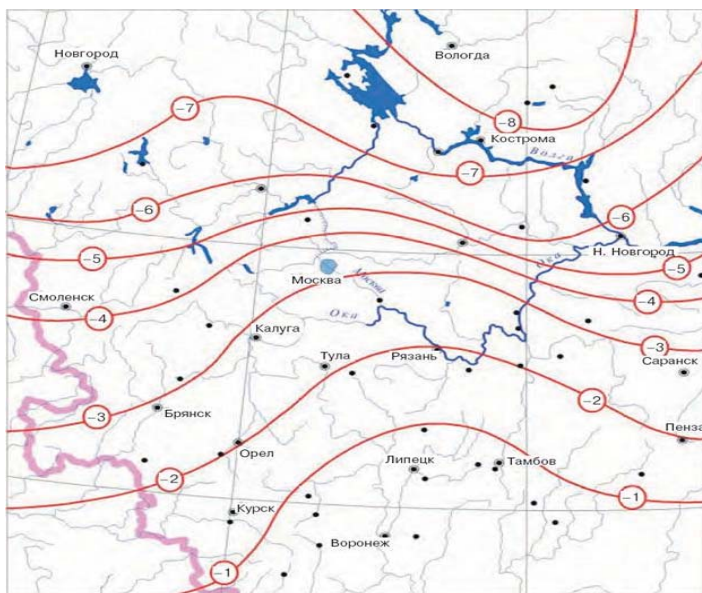 Новгород
Вологда
-7
-8
Кострома
Волга
-7
-6
-6
Н. Новгород
-5
-5
Москва
Москва
Ока
Смоленск
-4
-4
Ока
Калуга
-3
Тула
Рязань
Саранск
-3
Брянск
-2
Пенза
Орел
Липецк
Тамбов
-2
-1
Курск
Воронеж
-1